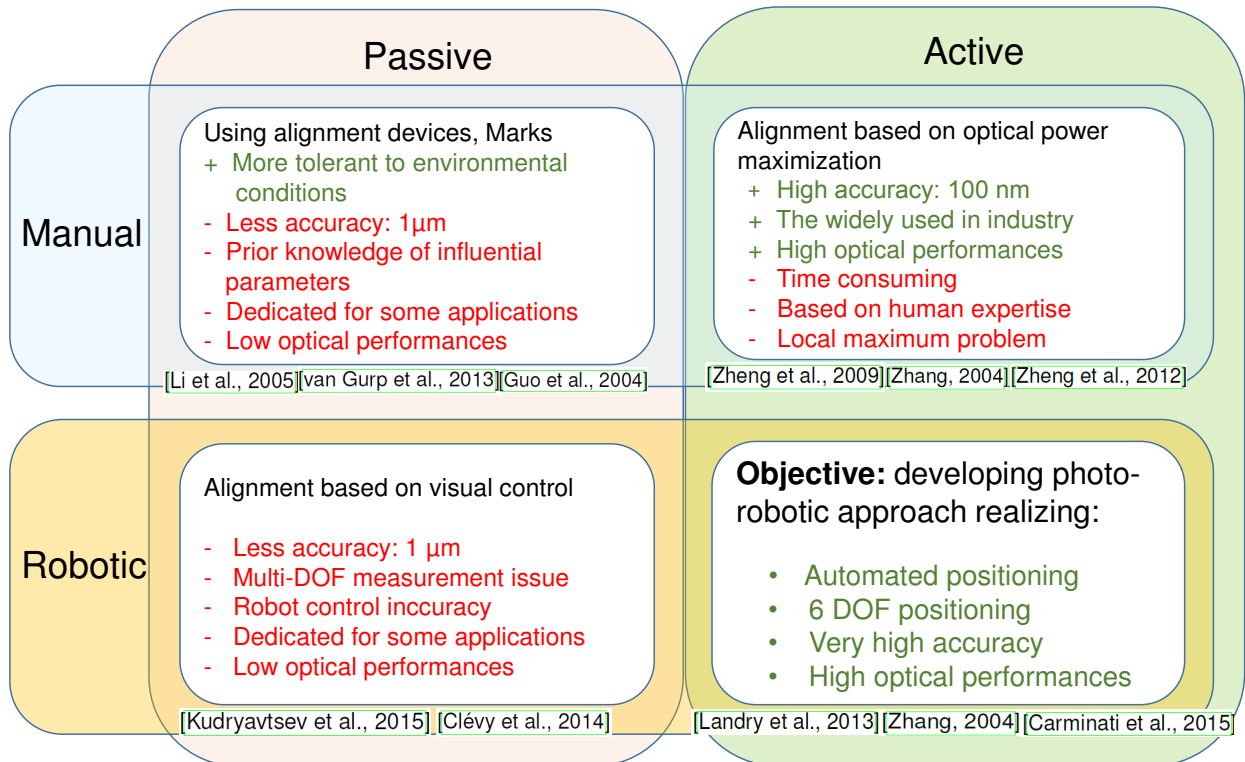 Passive
Active
Manual
Using alignment devices, Marks
+ More tolerant to environmental
conditions
- Less accuracy: 1µm
- Prior knowledge of influential
parameters
- Dedicated for some applications
- Low optical performances
[Li et al., 2005][van Gurp et al., 2013][Guo et al., 2004]
Alignment based on optical power
maximization
+ High accuracy: 100 nm
+ The widely used in industry
+ High optical performances
- Time consuming
- Based on human expertise
- Local maximum problem
[Zheng et al., 2009][Zhang, 2004][Zheng et al., 2012]
Robotic
Alignment based on visual control
- Less accuracy: 1 µm
- Multi-DOF measurement issue
- Robot control inccuracy
- Dedicated for some applications
- Low optical performances
[Kudryavtsev et al., 2015] [Clévy et al., 2014]
Objective: developing photo-
robotic approach realizing:
• Automated positioning
• 6 DOF positioning
• Very high accuracy
• High optical performances
[Landry et al., 2013][Zhang, 2004][Carminati et al., 2015]